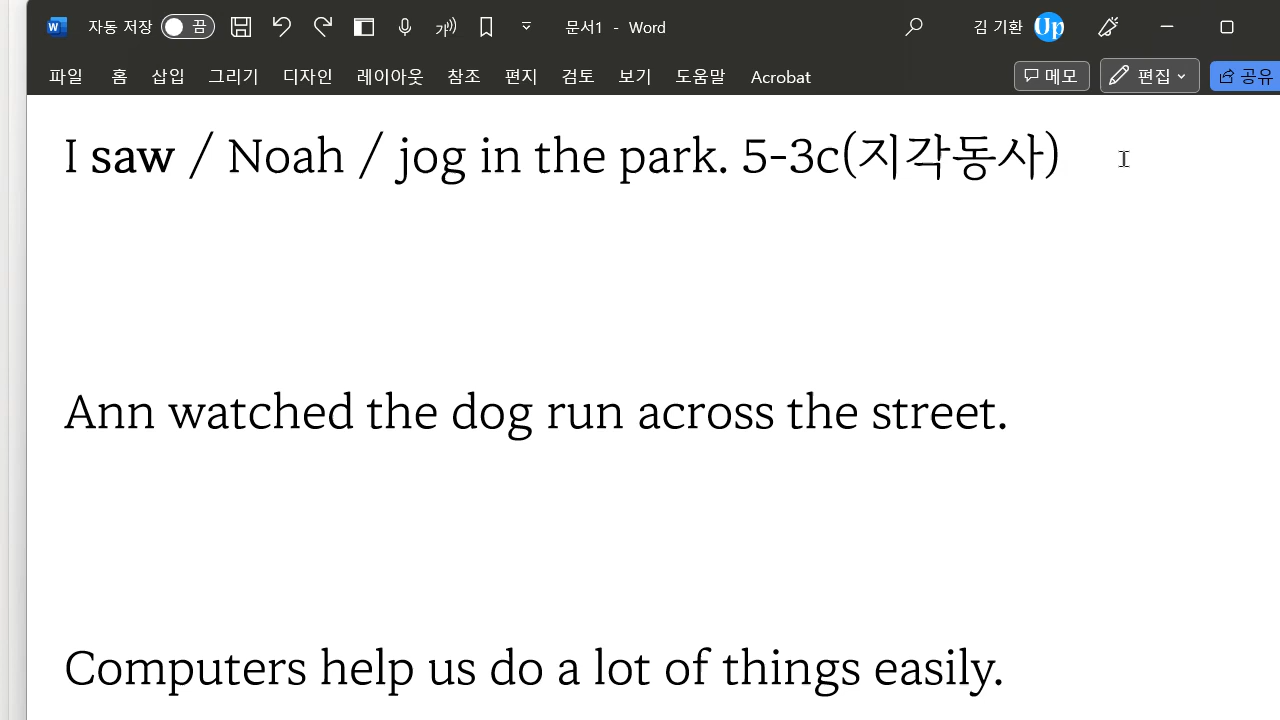 자동 저장 끔 가)) 문서1 - Word 김 기환 Up
파일 홈 삽입 그리기 디자인 레이아웃 참조 편지 검토 보기 도움말 Acrobat 메모 편집 공유
I saw / Noah / jog in the park. 5-3c(지각동사)
Ann watched the dog run across the street.
Computers help us do a lot of things easily.